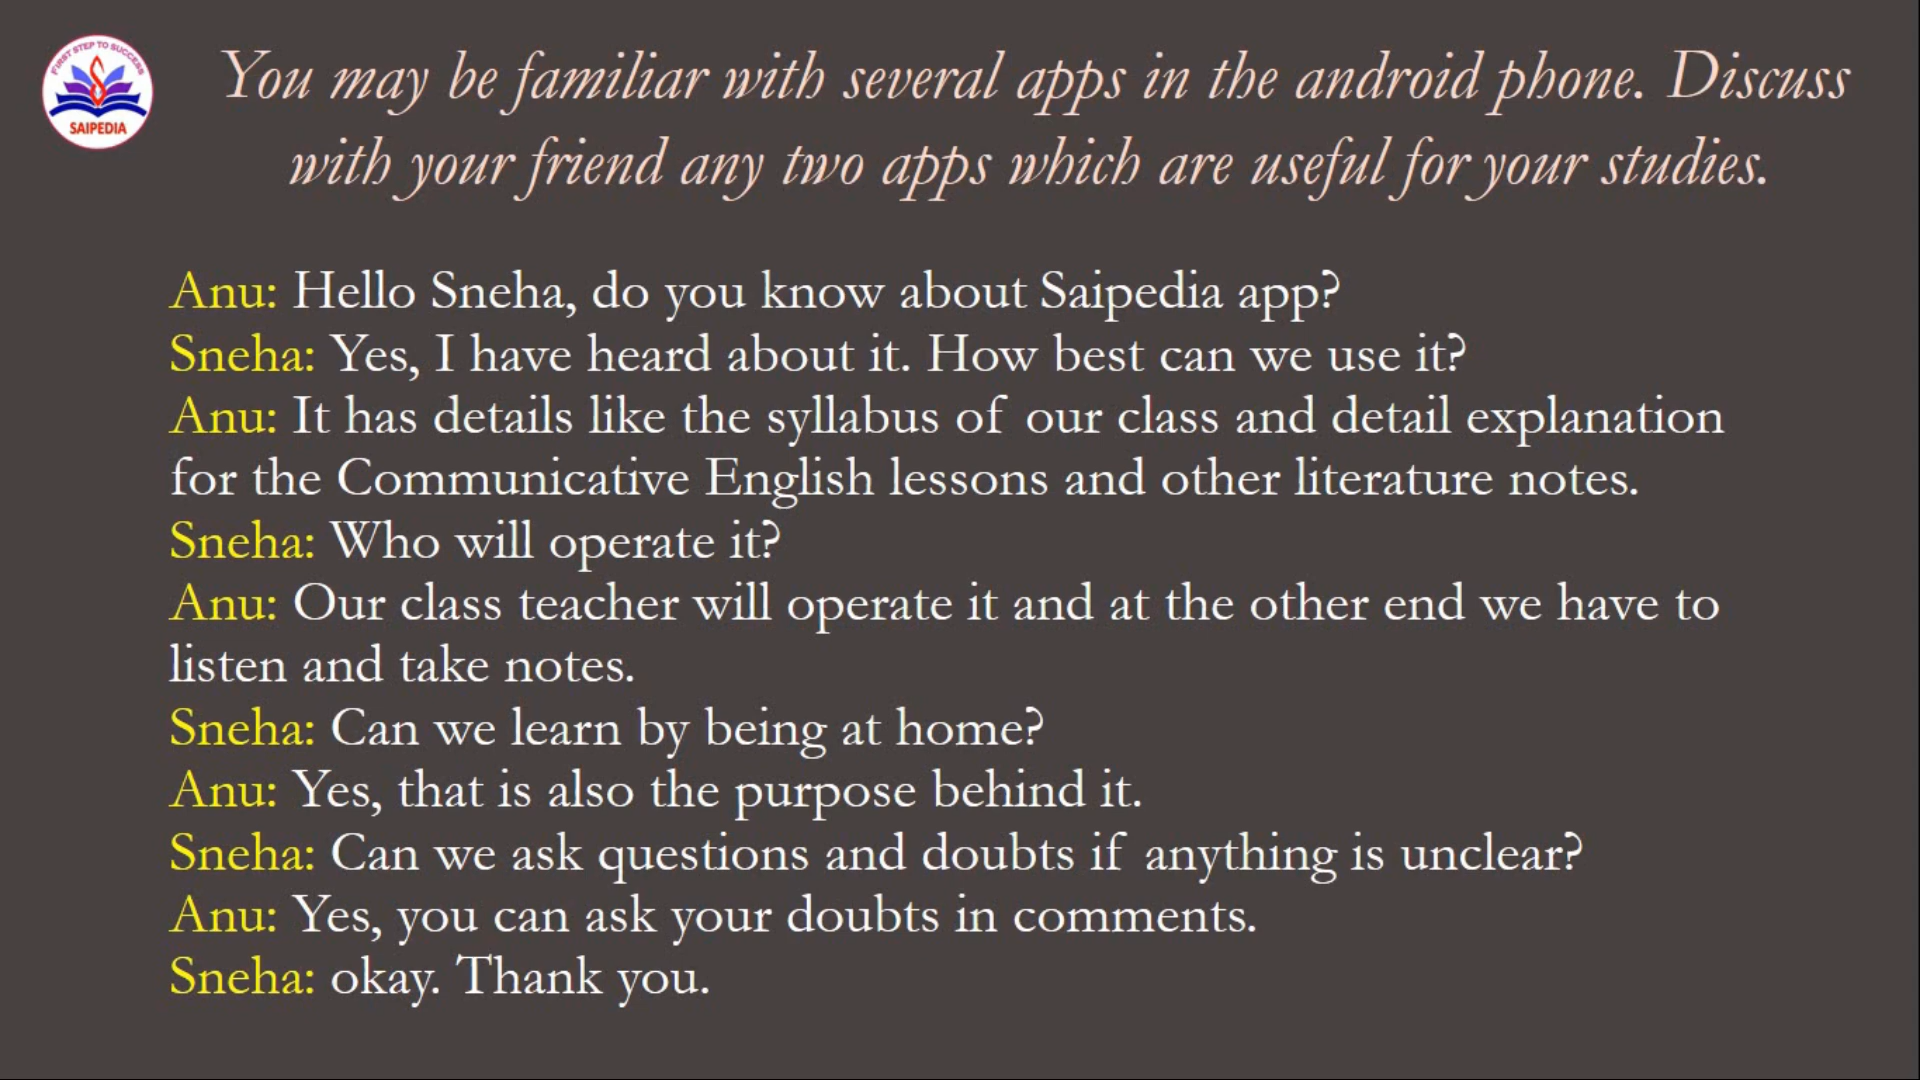 FIRST STEP TO SUCCESS
SAIPEDIA
You may be familiar with several apps in the android phone. Discuss
with your friend any two apps which are useful for your studies.
Anu: Hello Sneha, do you know about Saipedia app?
Sneha: Yes, I have heard about it. How best can we use it?
Anu: It has details like the syllabus of our class and detail explanation
for the Communicative English lessons and other literature notes.
Sneha: Who will operate it?
Anu: Our class teacher will operate it and at the other end we have to
listen and take notes.
Sneha: Can we learn by being at home?
Anu: Yes, that is also the purpose behind it.
Sneha: Can we ask questions and doubts if anything is unclear?
Anu: Yes, you can ask your doubts in comments.
Sneha: okay. Thank you.